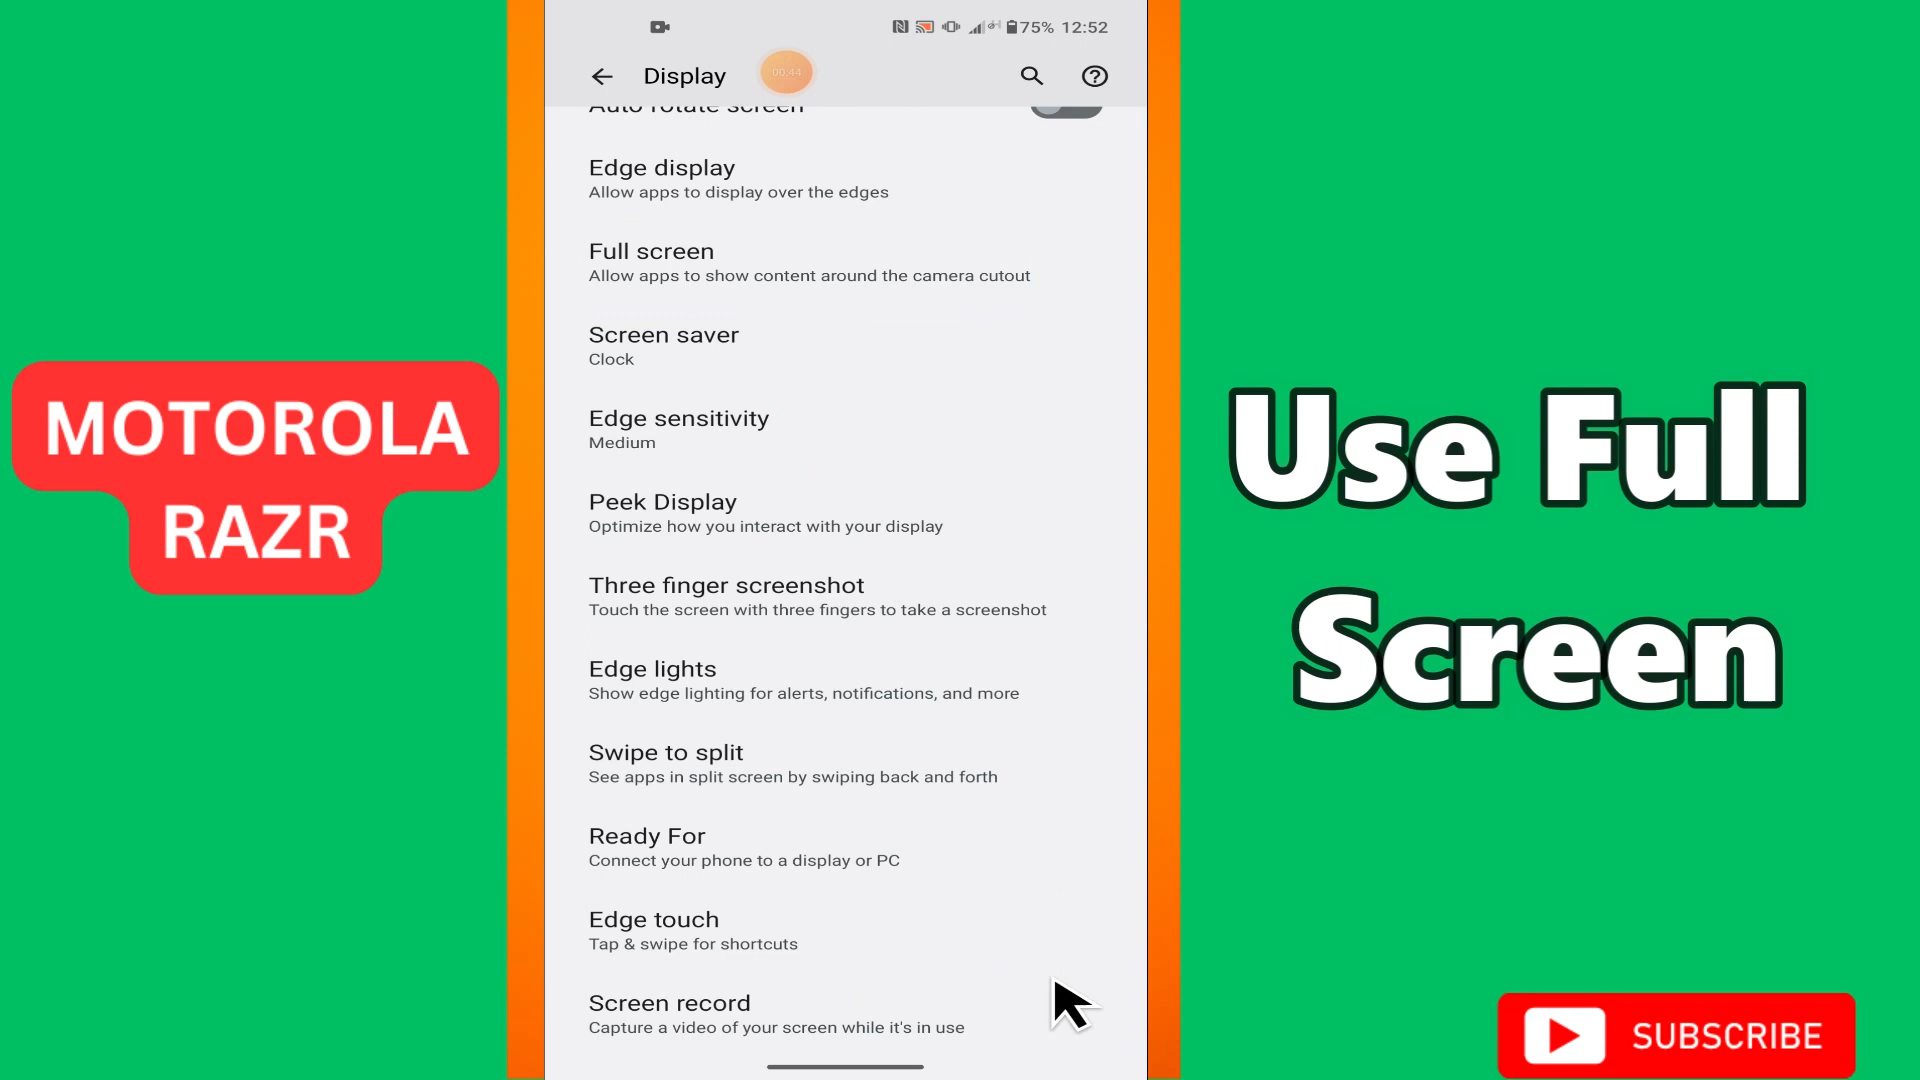 75% 12:52
Display
00:44
Auto rotate screen
Edge display
Allow apps to display over the edges
Full screen
Allow apps to show content around the camera cutout
Screen saver
Clock
Edge sensitivity
Medium
Peek Display
Optimize how you interact with your display
Three finger screenshot
Touch the screen with three fingers to take a screenshot
Edge lights
Show edge lighting for alerts, notifications, and more
Swipe to split
See apps in split screen by swiping back and forth
Ready For
Connect your phone to a display or PC
Edge touch
Tap & swipe for shortcuts
Screen record
Capture a video of your screen while it's in use
MOTOROLA
RAZR
Use Full
Screen
SUBSCRIBE